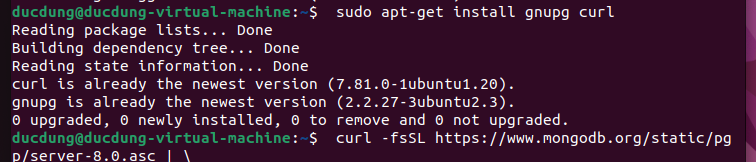 ducdung@ducdung-virtual-machine:~$  sudo apt-get install gnupg curl
Reading package lists... Done
Building dependency tree... Done
Reading state information... Done
curl is already the newest version (7.81.0-1ubuntu1.20).
gnupg is already the newest version (2.2.27-3ubuntu2.3).
0 upgraded, 0 newly installed, 0 to remove and 0 not upgraded.
ducdung@ducdung-virtual-machine:~$  curl -fsSL https://www.mongodb.org/static/pg
p/server-8.0.asc | \